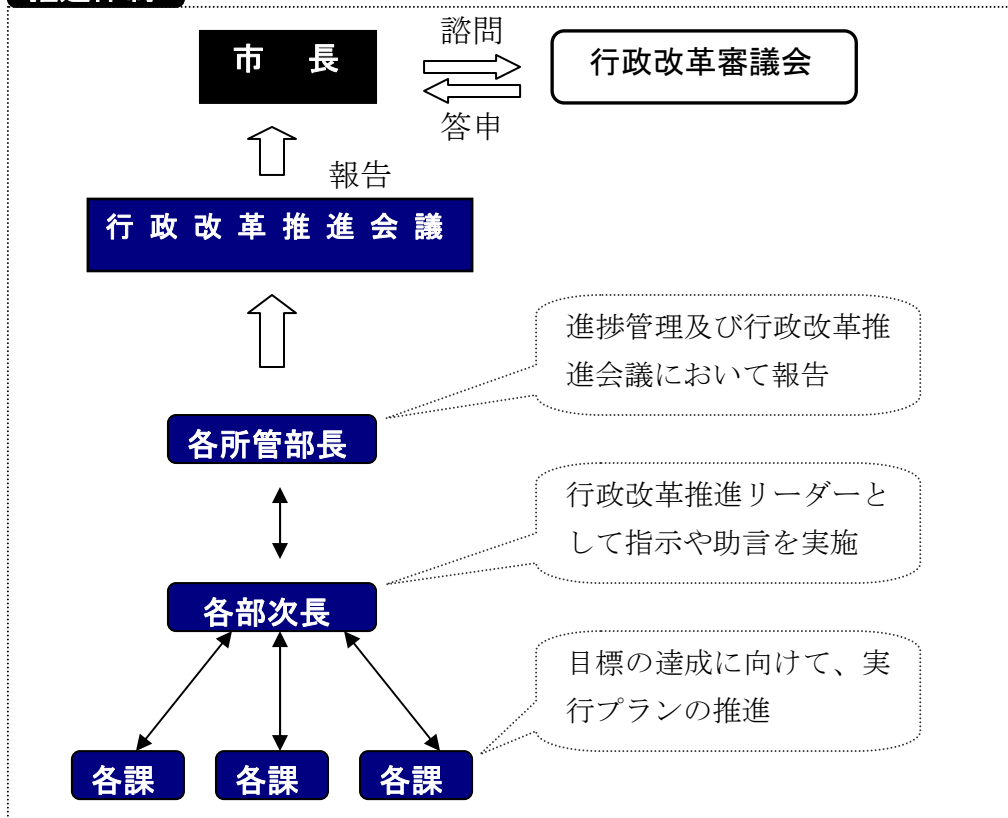 諮問
市　長
行政改革審議会
答申
報告
行政改革推進会議
進捗管理及び行政改革推
進会議において報告
各所管部長
行政改革推進リーダーと
して指示や助言を実施
各部次長
目標の達成に向けて、実
行プランの推進
各課
各課
各課